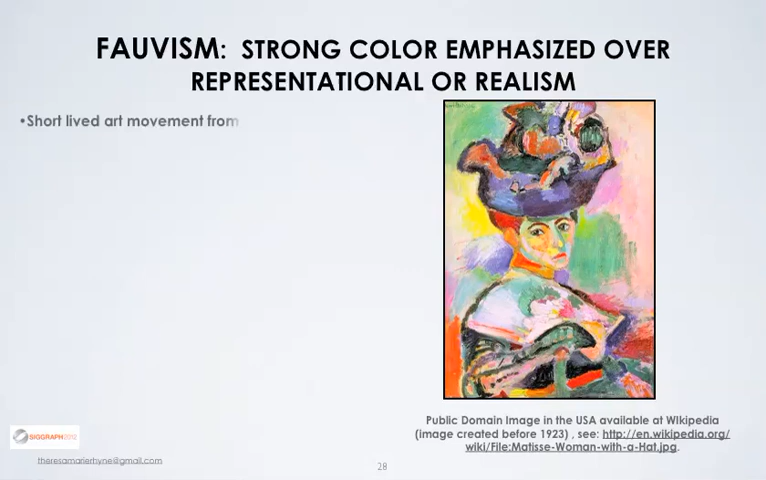 FAUVISM: STRONG COLOR EMPHASIZED OVER
REPRESENTATIONAL OR REALISM
•Short lived art movement from
Public Domain Image in the USA available at Wikipedia
(image created before 1923) , see: http://en.wikipedia.org/
wiki/File:Matisse-Woman-with-a-Hat.jpg.
SIGGRAPH2012
theresamarierhyne@gmail.com
28